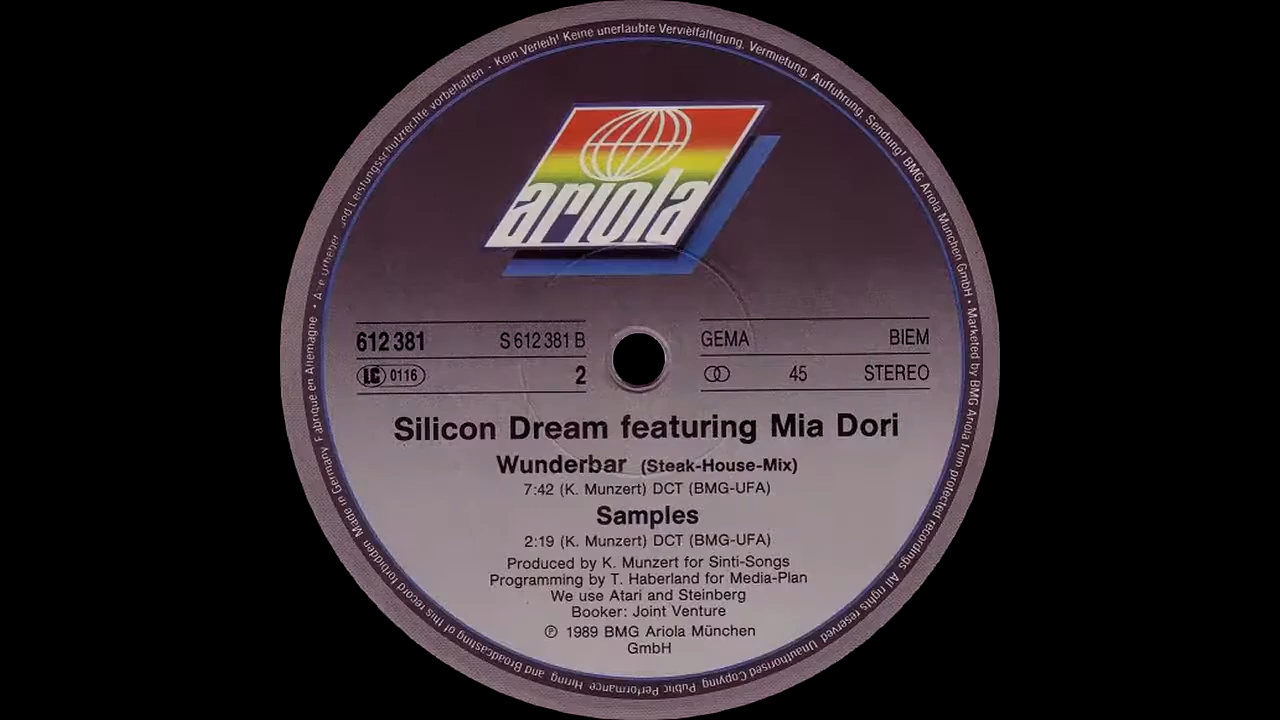 Alle Urheber- und Leistungsschutzrechte vorbehalten - Kein Verleih! Keine unerlaubte Vervielfältigung, Vermietung, Aufführung, Sendung! BMG Ariola München GmbH • Marketed by BMG Ariola from protected recordings. All rights reserved. Unauthorised Copying, Public Performance, Hiring and Broadcasting of this record forbidden. Made in Germany. Fabriqué en Allemagne •
ariola
612 381 S 612 381 B GEMA BIEM
LC 0116 2 45 STEREO
Silicon Dream featuring Mia Dori
Wunderbar (Steak-House-Mix)
7:42 (K. Munzert) DCT (BMG-UFA)
Samples
2:19 (K. Munzert) DCT (BMG-UFA)
Produced by K. Munzert for Sinti-Songs
Programming by T. Haberland for Media-Plan
We use Atari and Steinberg
Booker: Joint Venture
℗ 1989 BMG Ariola München
GmbH